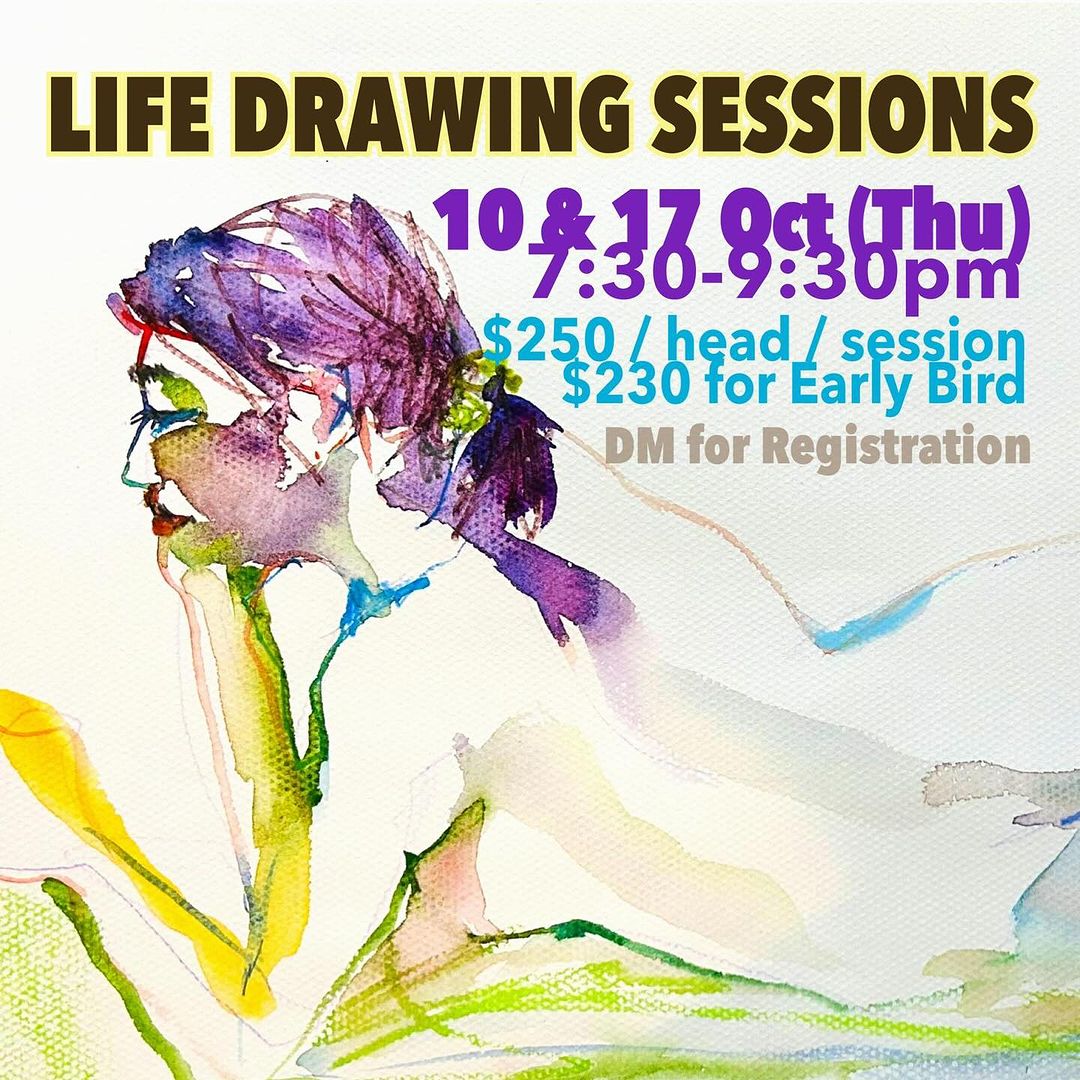 LIFE DRAWING SESSIONS
10 & 17 Oct (Thu)
7:30-9:30pm
$250 / head / session
$230 for Early Bird
DM for Registration